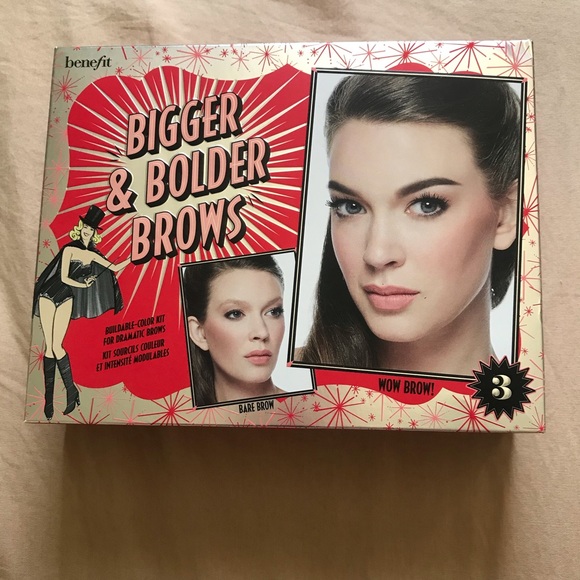 benefit
"BIGGER
& BOLDER
BROWS"
BUILDABLE-COLOR KIT
FOR DRAMATIC BROWS
KIT SOURCILS COULEUR
ET INTENSITÉ MODULABLES
BARE BROW
WOW BROW!
3